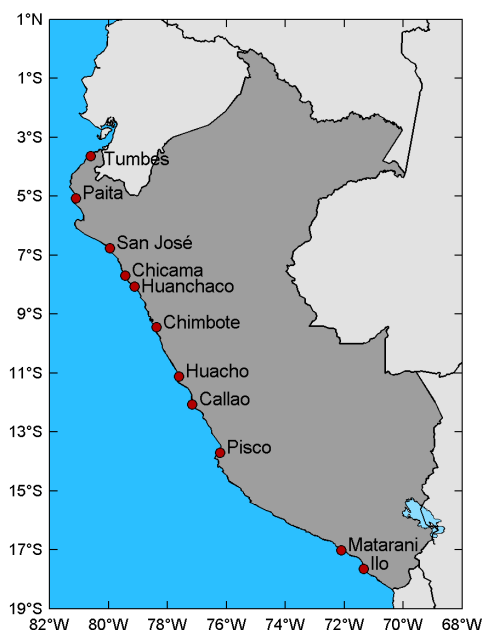 1°N
1°S
3°S
Tumbes
5°S
Paita
San José
7°S
Chicama
Huanchaco
9°S
Chimbote
11°S
Huacho
Callao
13°S
Pisco
15°S
17°S
Matarani
Ilo
19°S
82°W 80°W 78°W 76°W 74°W 72°W 70°W 68°W